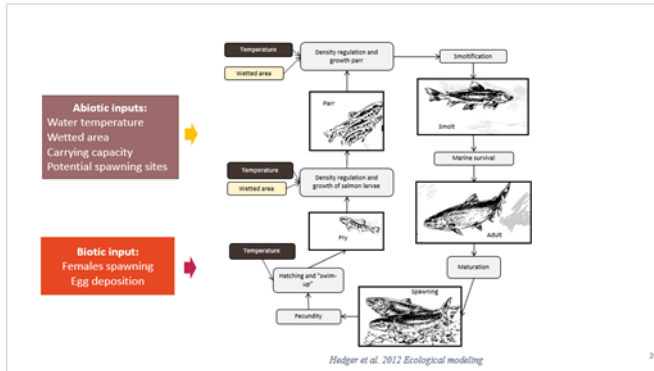 Temperature
Wetted area
Density regulation and
growth parr
Smoltification
Abiotic inputs:
Water temperature
Wetted area
Carrying capacity
Potential spawning sites
Parr
Smolt
Temperature
Wetted area
Density regulation and
growth of salmon larvae
Marine survival
Biotic input:
Females spawning
Egg deposition
Temperature
Fry
Adult
Hatching and "swim-
up"
Maturation
Fecundity
Spawning
Hedger et al. 2012 Ecological modeling